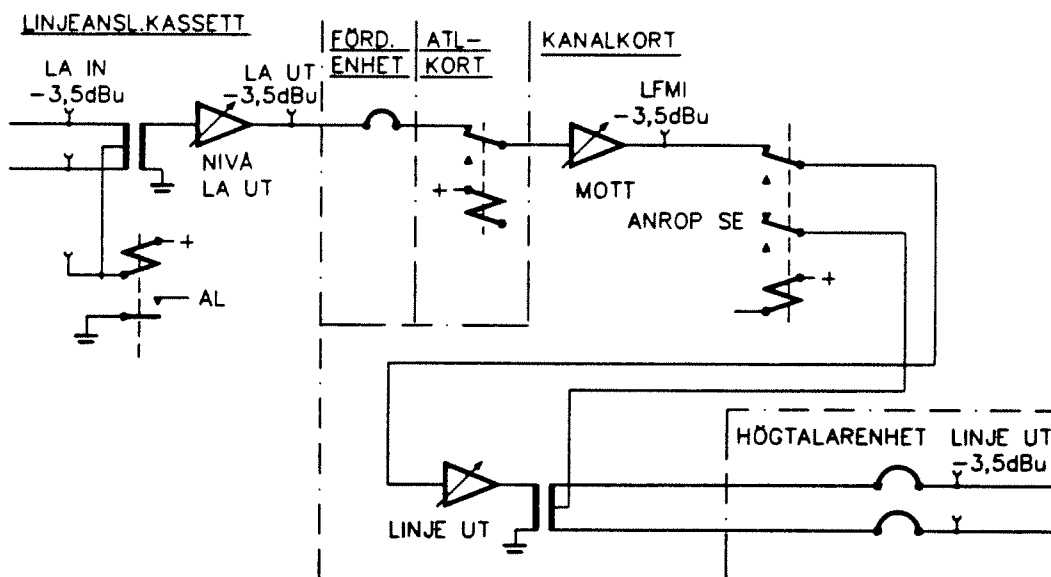 LINJEANSL.KASSETT
FÖRD.
ENHET
ATL-
KORT
KANALKORT
LA IN
-3,5dBu
LA UT
-3,5dBu
LFMI
-3,5dBu
NIVÅ
LA UT
+
MOTT
ANROP SE
+
AL
+
HÖGTALARENHET
LINJE UT
-3,5dBu
LINJE UT